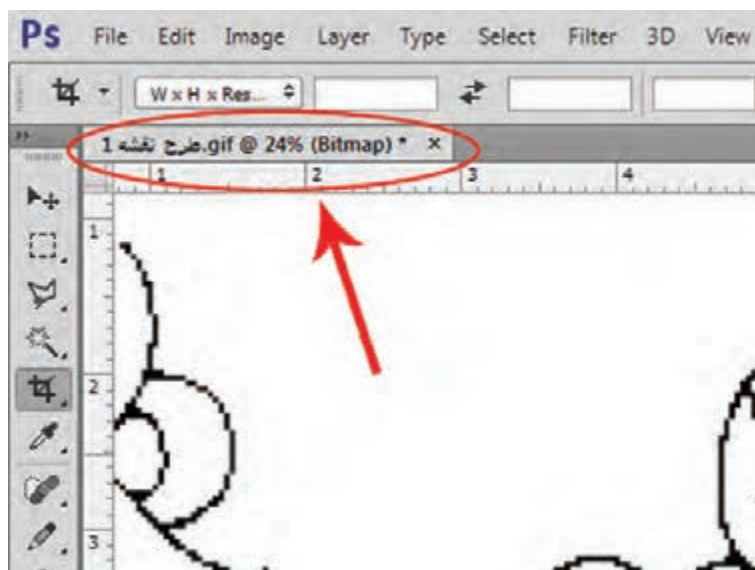 Ps File Edit Image Layer Type Select Filter 3D View
W x H x Res...
طرح نقشه 1.gif @ 24% (Bitmap) * ×
1 2 3 4
1
2
3